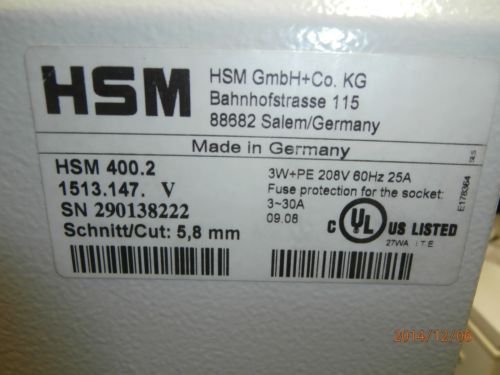 HSM
HSM GmbH+Co. KG
Bahnhofstrasse 115
88682 Salem/Germany
Made in Germany
HSM 400.2
1513.147. V
SN 290138222
Schnitt/Cut: 5,8 mm
3W+PE 208V 60Hz 25A
Fuse protection for the socket:
3~30A
09.08
C UL US LISTED
27WA I.T.E.
E178364
SES
2014/12/06